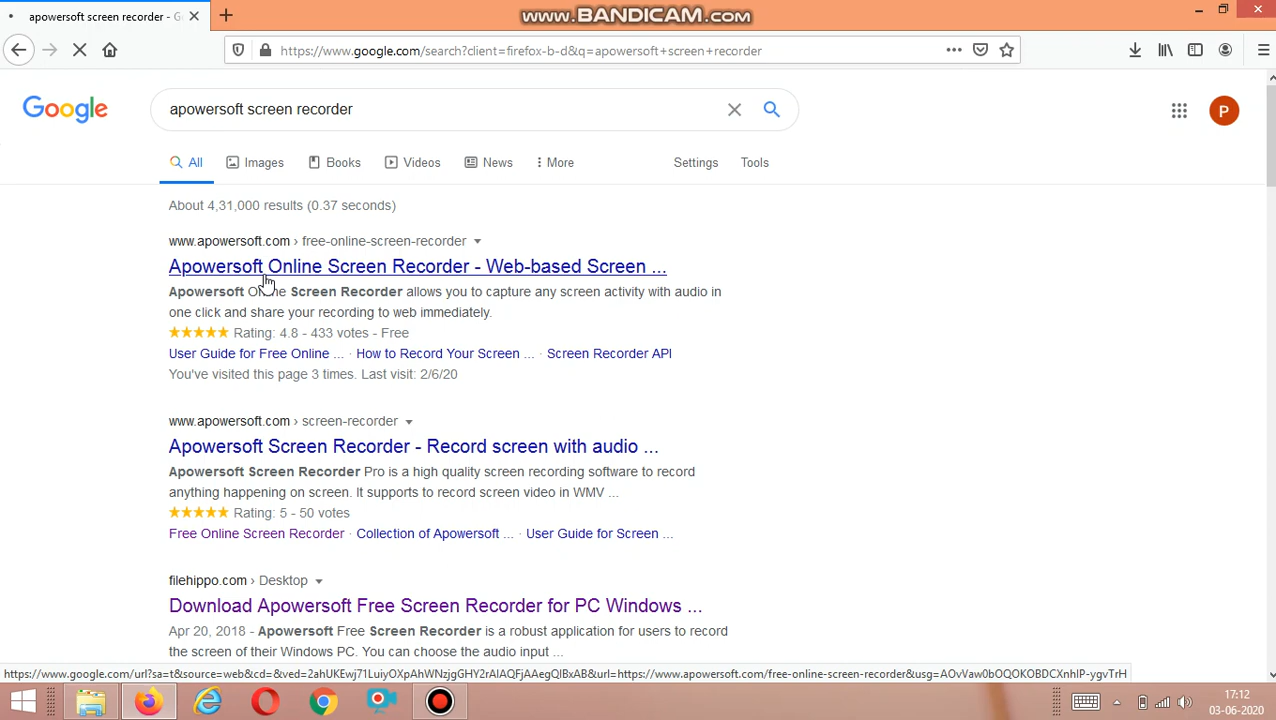 apowersoft screen recorder - G
www.BANDICAM.com
https://www.google.com/search?client=firefox-b-d&q=apowersoft+screen+recorder
Google
apowersoft screen recorder
P
All
Images
Books
Videos
News
More
Settings
Tools
About 4,31,000 results (0.37 seconds)
www.apowersoft.com › free-online-screen-recorder
Apowersoft Online Screen Recorder - Web-based Screen ...
Apowersoft Online Screen Recorder allows you to capture any screen activity with audio in
one click and share your recording to web immediately.
Rating: 4.8 - 433 votes - Free
User Guide for Free Online ... · How to Record Your Screen ... · Screen Recorder API
You've visited this page 3 times. Last visit: 2/6/20
www.apowersoft.com › screen-recorder
Apowersoft Screen Recorder - Record screen with audio ...
Apowersoft Screen Recorder Pro is a high quality screen recording software to record
anything happening on screen. It supports to record screen video in WMV ...
Rating: 5 - 50 votes
Free Online Screen Recorder · Collection of Apowersoft ... · User Guide for Screen ...
filehippo.com › Desktop
Download Apowersoft Free Screen Recorder for PC Windows ...
Apr 20, 2018 - Apowersoft Free Screen Recorder is a robust application for users to record
the screen of their Windows PC. You can choose the audio input ...
17:12
03-06-2020